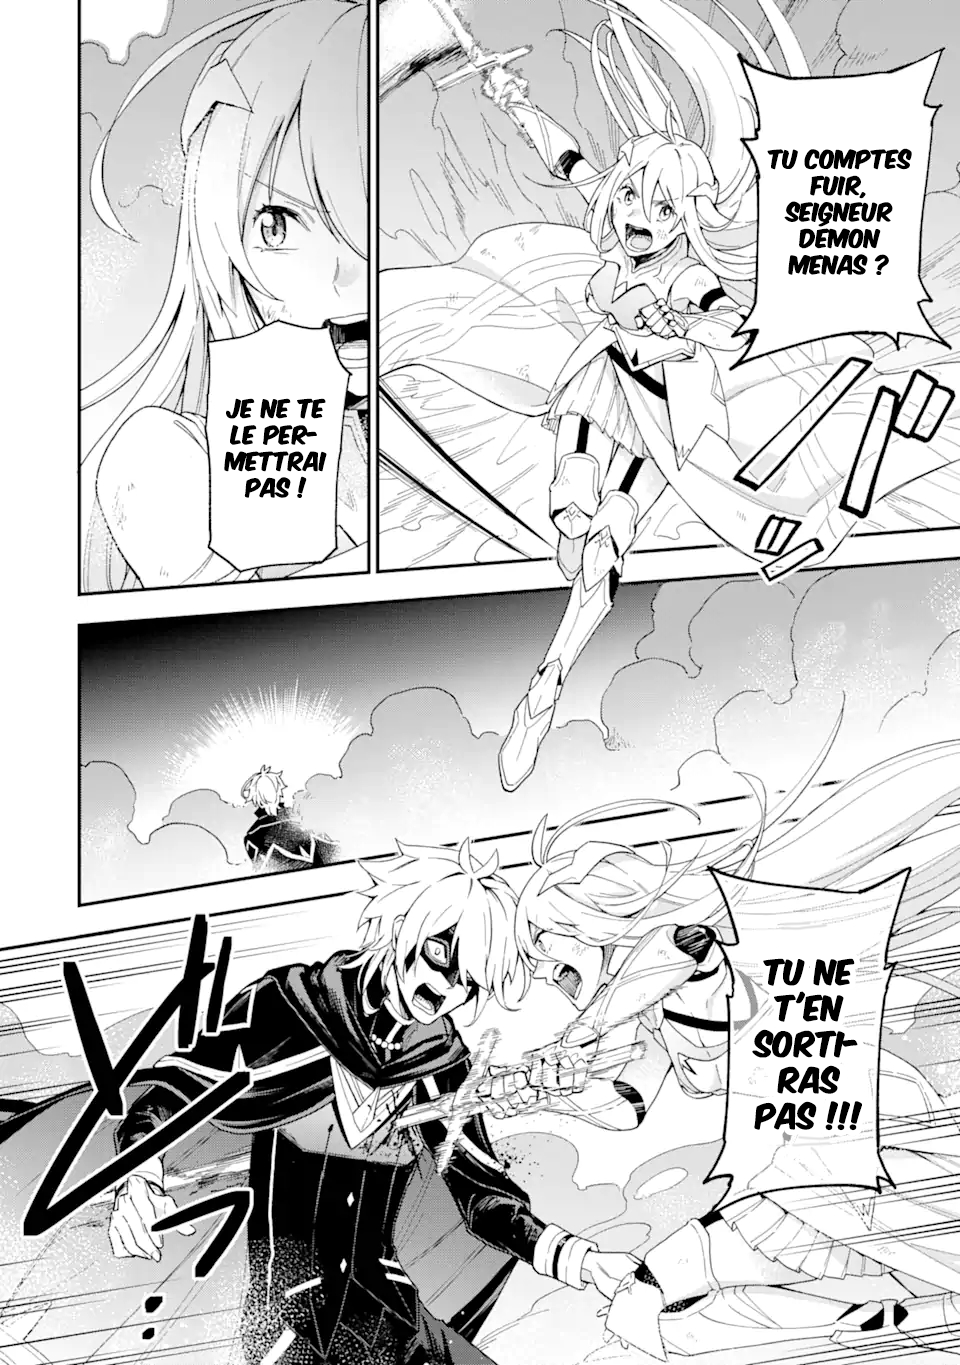 TU COMPTES
FUIR,
SEIGNEUR
DÉMON
MENAS ?
JE NE TE
LE PER-
METTRAI
PAS !
TU NE
T'EN
SORTI-
RAS
PAS !!!